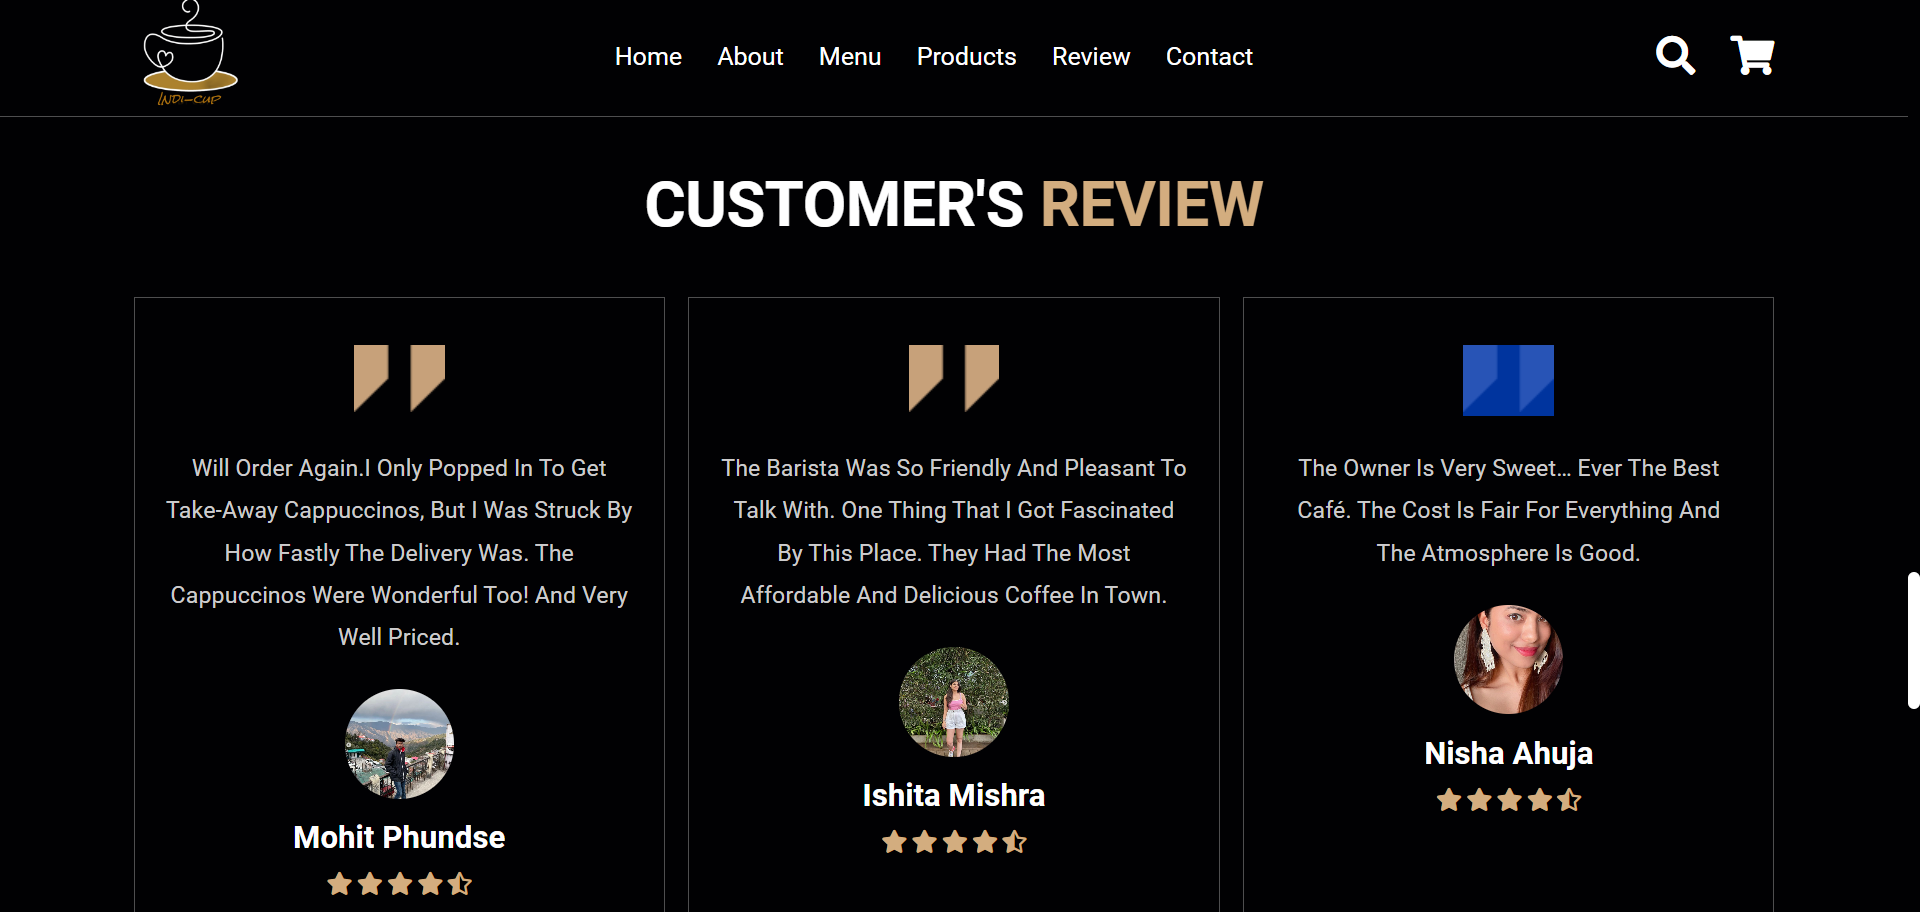 Indi-cup
Home About Menu Products Review Contact
CUSTOMER'S REVIEW
Will Order Again.I Only Popped In To Get
Take-Away Cappuccinos, But I Was Struck By
How Fastly The Delivery Was. The
Cappuccinos Were Wonderful Too! And Very
Well Priced.
Mohit Phundse
The Barista Was So Friendly And Pleasant To
Talk With. One Thing That I Got Fascinated
By This Place. They Had The Most
Affordable And Delicious Coffee In Town.
Ishita Mishra
The Owner Is Very Sweet... Ever The Best
Café. The Cost Is Fair For Everything And
The Atmosphere Is Good.
Nisha Ahuja